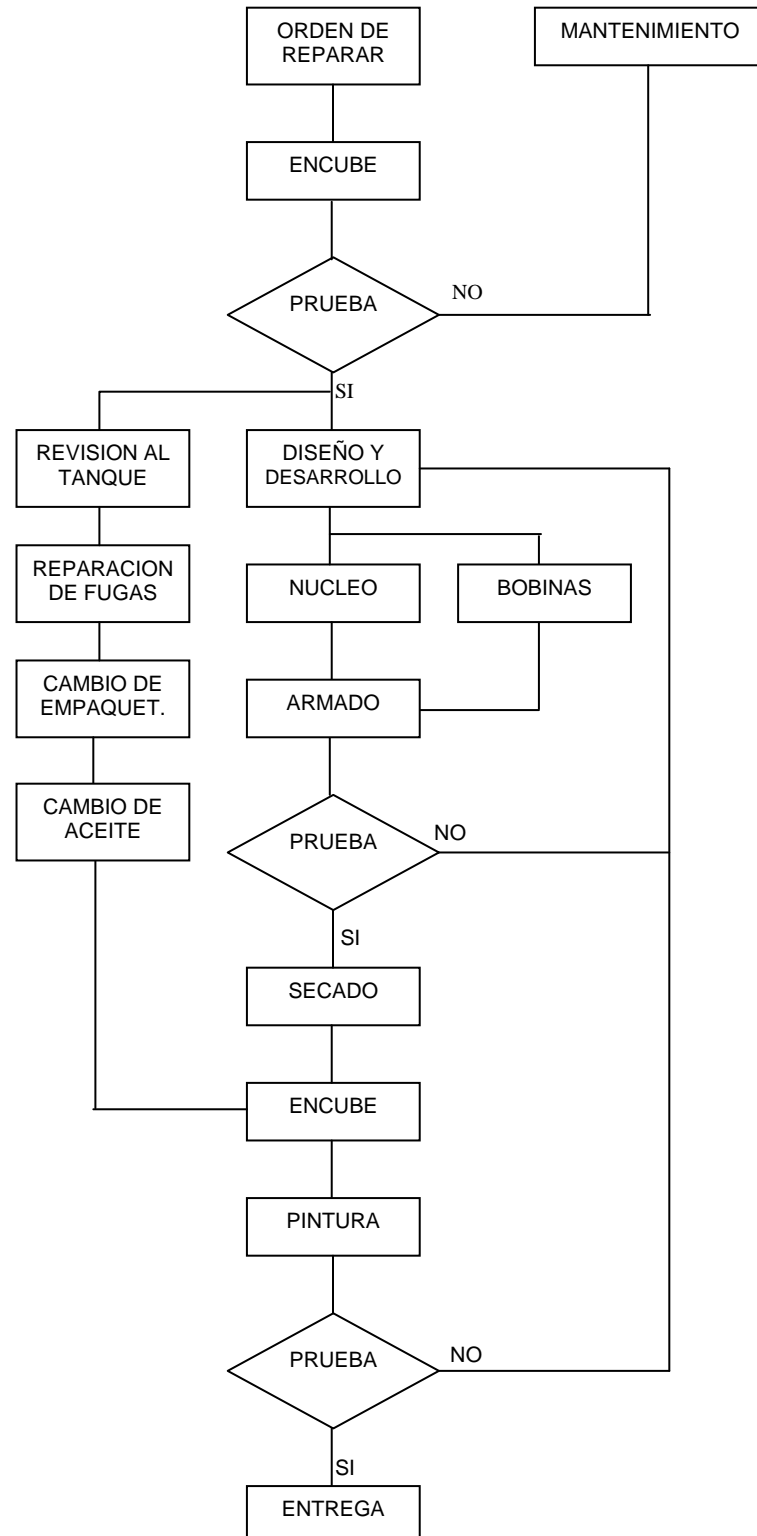 ORDEN DE
REPARAR
MANTENIMIENTO
ENCUBE
PRUEBA
NO
SI
REVISION AL
TANQUE
DISEÑO Y
DESARROLLO
REPARACION
DE FUGAS
NUCLEO
BOBINAS
CAMBIO DE
EMPAQUET.
ARMADO
CAMBIO DE
ACEITE
PRUEBA
NO
SI
SECADO
ENCUBE
PINTURA
PRUEBA
NO
SI
ENTREGA